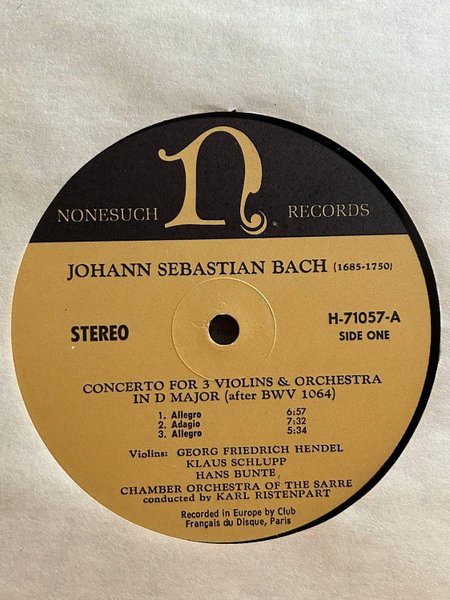 n
NONESUCH RECORDS
JOHANN SEBASTIAN BACH (1685-1750)
STEREO
H-71057-A
SIDE ONE
CONCERTO FOR 3 VIOLINS & ORCHESTRA
IN D MAJOR (after BWV 1064)
1. Allegro 6:57
2. Adagio 7:32
3. Allegro 5:34
Violins: GEORG FRIEDRICH HENDEL
KLAUS SCHLUPP
HANS BUNTE
CHAMBER ORCHESTRA OF THE SARRE
conducted by KARL RISTENPART
Recorded in Europe by Club
Français du Disque, Paris